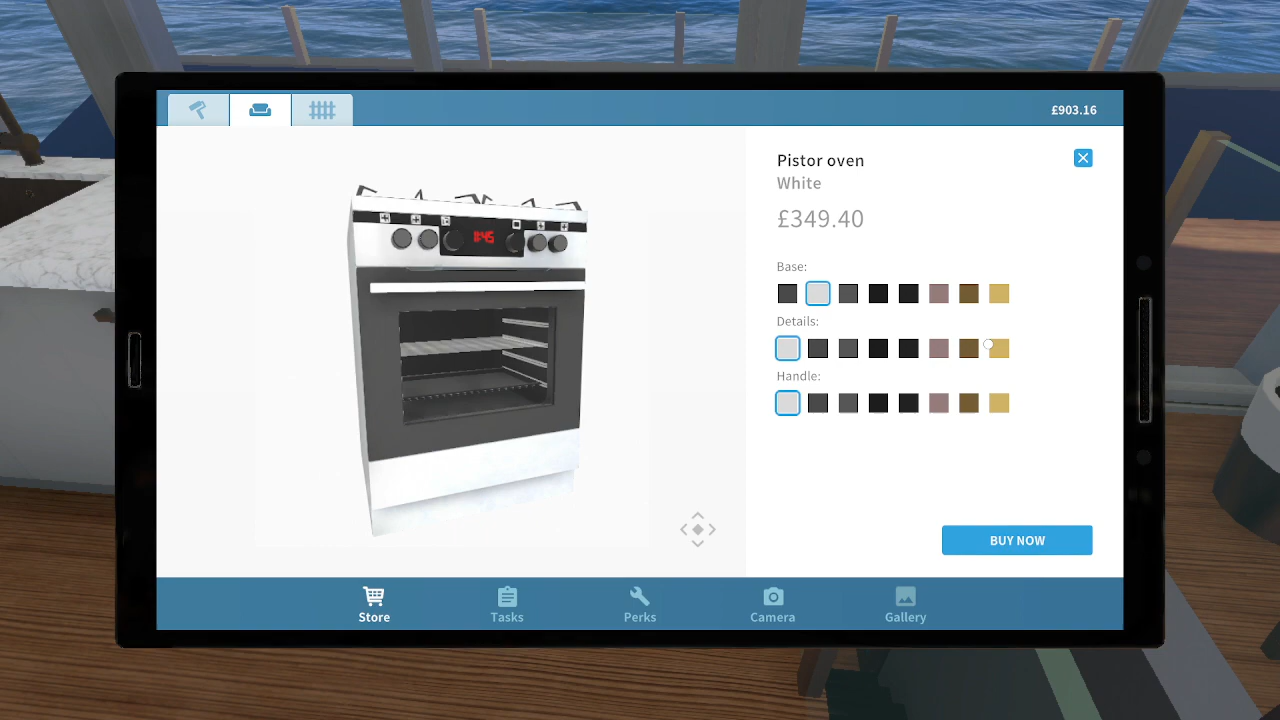 £903.16
Pistor oven
White
£349.40
Base:
Details:
Handle:
BUY NOW
Store
Tasks
Perks
Camera
Gallery